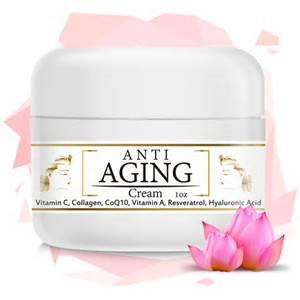 ANTI
AGING
Cream 1oz
Vitamin C, Collagen, CoQ10, Vitamin A, Resveratrol, Hyaluronic Acid